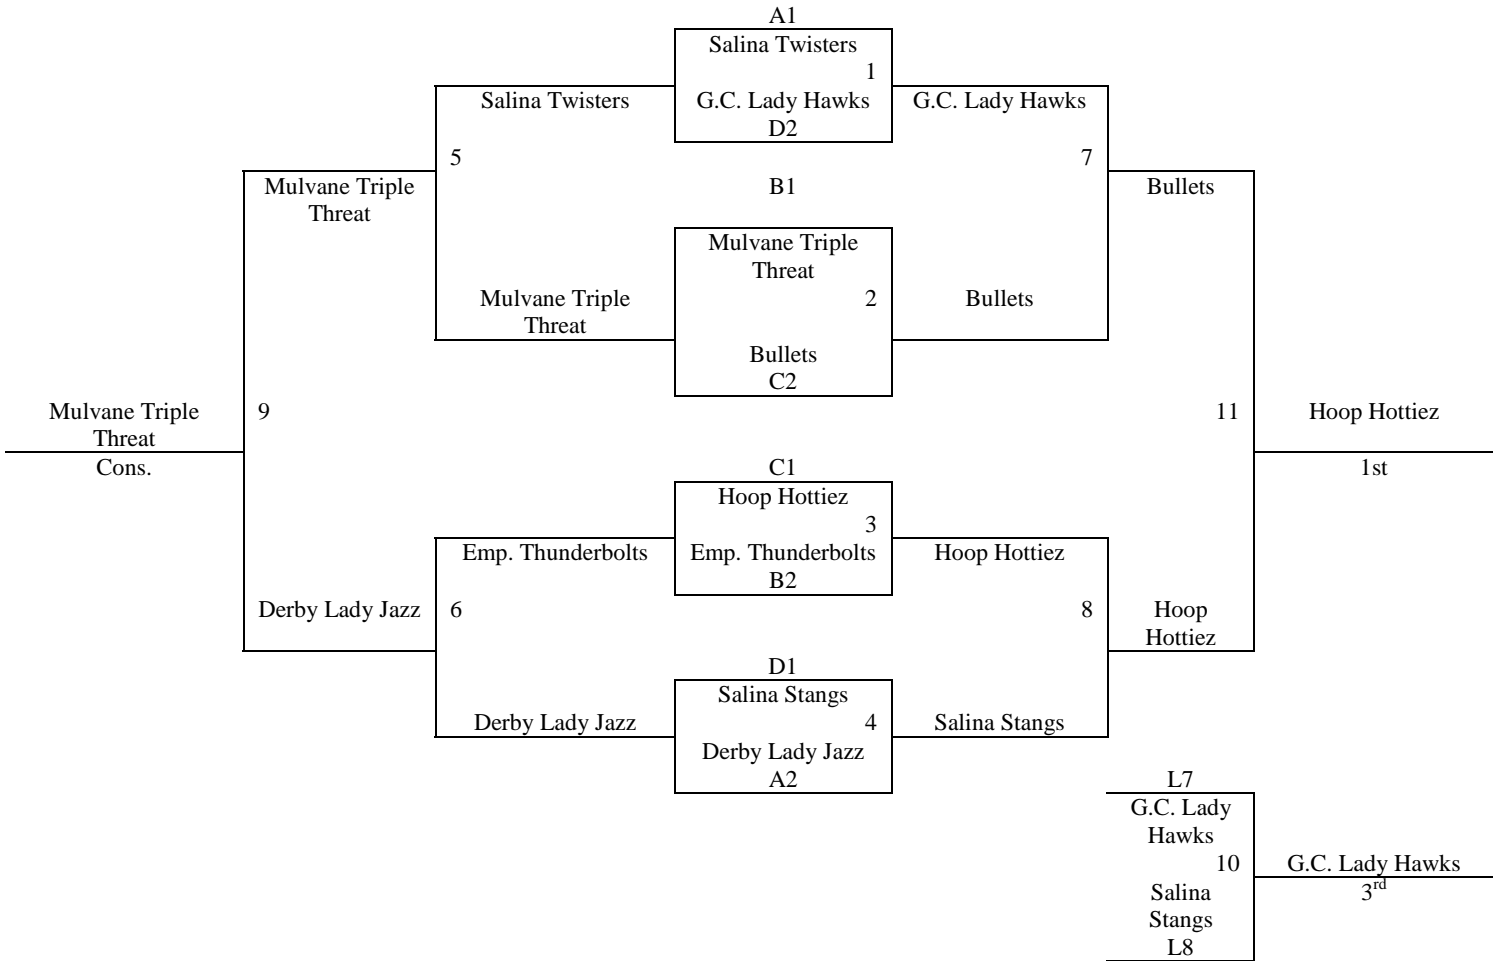 A1
Salina Twisters
1
Salina Twisters
G.C. Lady Hawks
G.C. Lady Hawks
D2
5
7
Mulvane Triple
Threat
B1
Bullets
Mulvane Triple
Threat
Mulvane Triple
Threat
2
Bullets
Bullets
C2
Mulvane Triple
Threat
Cons.
9
11
Hoop Hottiez
1st
C1
Hoop Hottiez
3
Emp. Thunderbolts
Emp. Thunderbolts
Hoop Hottiez
B2
Derby Lady Jazz
6
8
Hoop
Hottiez
D1
Salina Stangs
Derby Lady Jazz
4
Salina Stangs
Derby Lady Jazz
A2
L7
G.C. Lady
Hawks
10
G.C. Lady Hawks
3rd
Salina
Stangs
L8